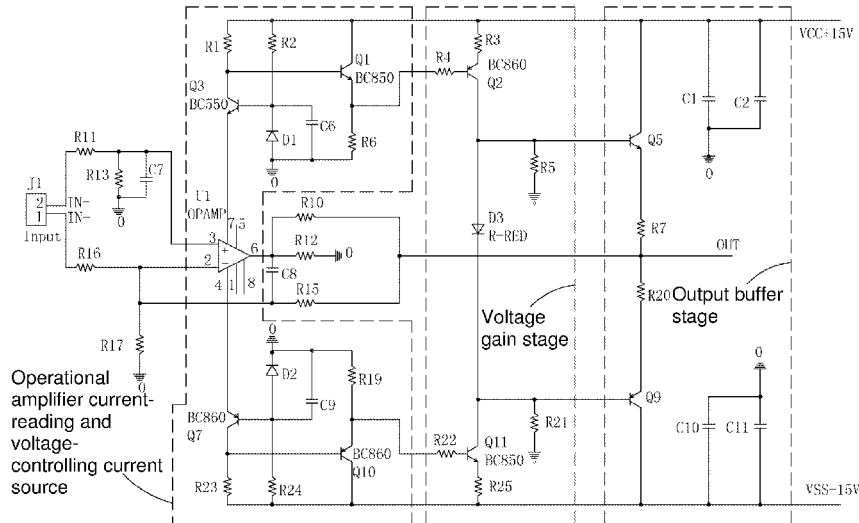 R1
R2
Q1
BC850
R3
BC860
Q2
R4
VCC+15V
Q3
BC550
C6
D1
R6
0
C1
C2
0
Q5
R5
R11
R13
C7
0
J1
2
1
IN-
IN-
Input
U1
OPAMP
7
5
3
+
2
-
6
4
1
8
R10
R12
0
C8
R15
D3
R-RED
R7
OUT
R16
R17
0
R20
Output buffer
stage
Voltage
gain stage
0
D2
C9
R19
Operational
amplifier current-
reading and
voltage-
controlling current
source
BC860
Q7
BC860
Q10
R22
Q11
BC850
R21
Q9
0
C10
C11
R23
R24
R25
VSS-15V